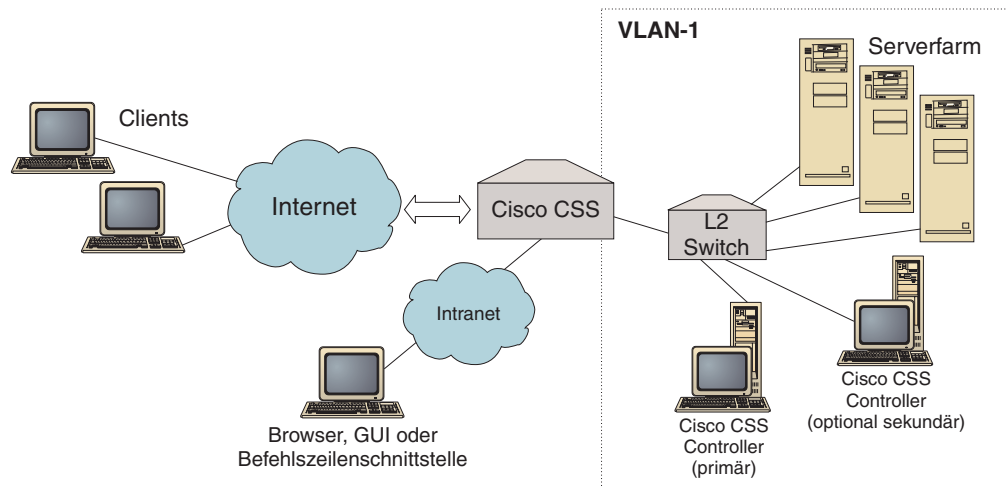 VLAN-1
Serverfarm
Clients
Internet
Cisco CSS
L2
Switch
Intranet
Browser, GUI oder
Befehlszeilenschnittstelle
Cisco CSS
Controller
(primär)
Cisco CSS
Controller
(optional sekundär)